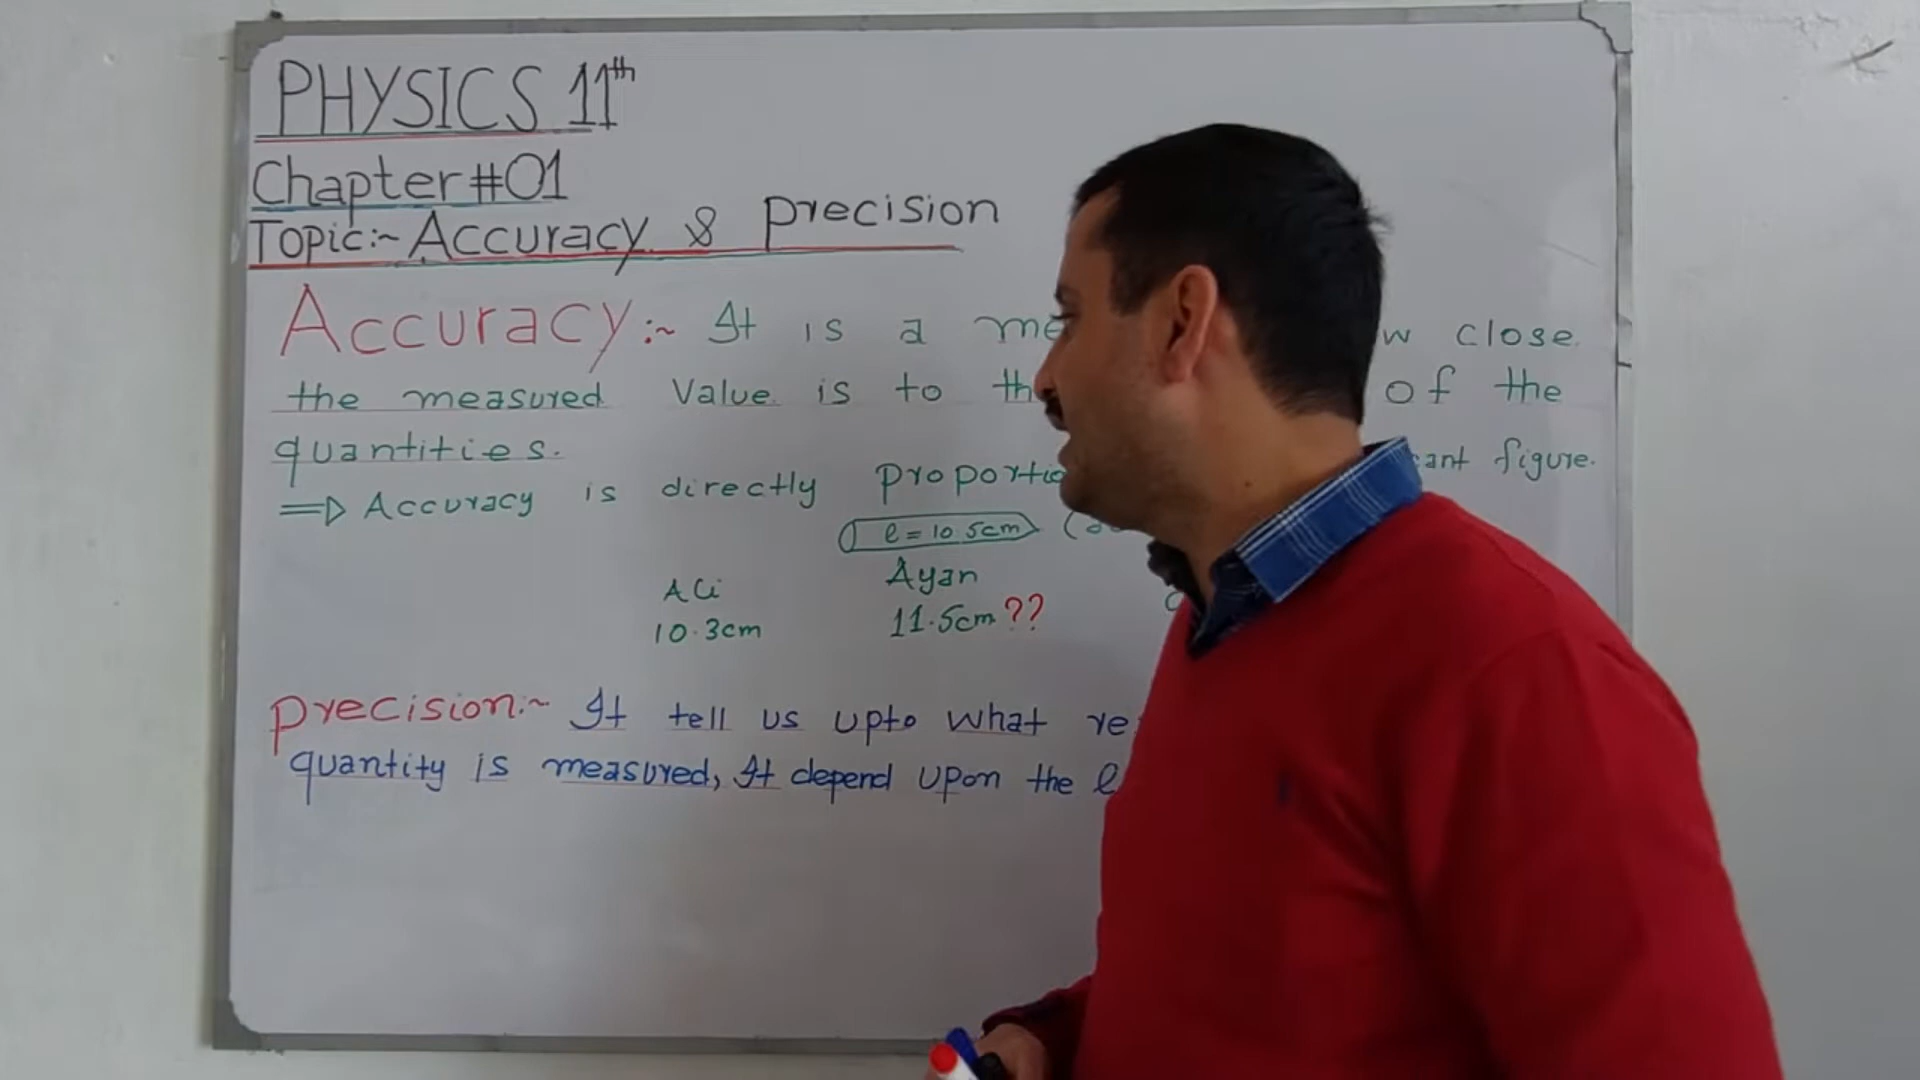 PHYSICS 11th
Chapter #01
Topic:~ Accuracy & precision
Accuracy:~ It is a me w close
the measured value is to th of the
quantities.
⇒ Accuracy is directly proportio cant figure.
l = 10.5cm
Ali Ayan
10.3cm 11.5cm ??
precision:~ It tell us upto what re
quantity is measured, It depend upon the l